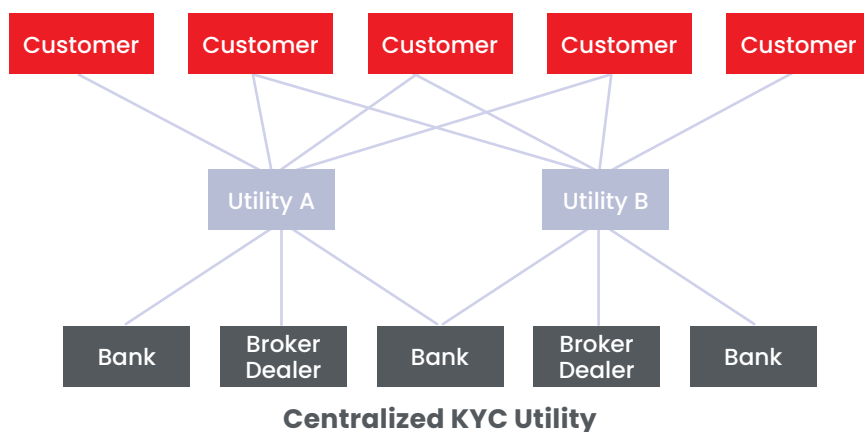 Customer
Customer
Customer
Customer
Customer
Utility A
Utility B
Bank
Broker
Dealer
Bank
Broker
Dealer
Bank
Centralized KYC Utility